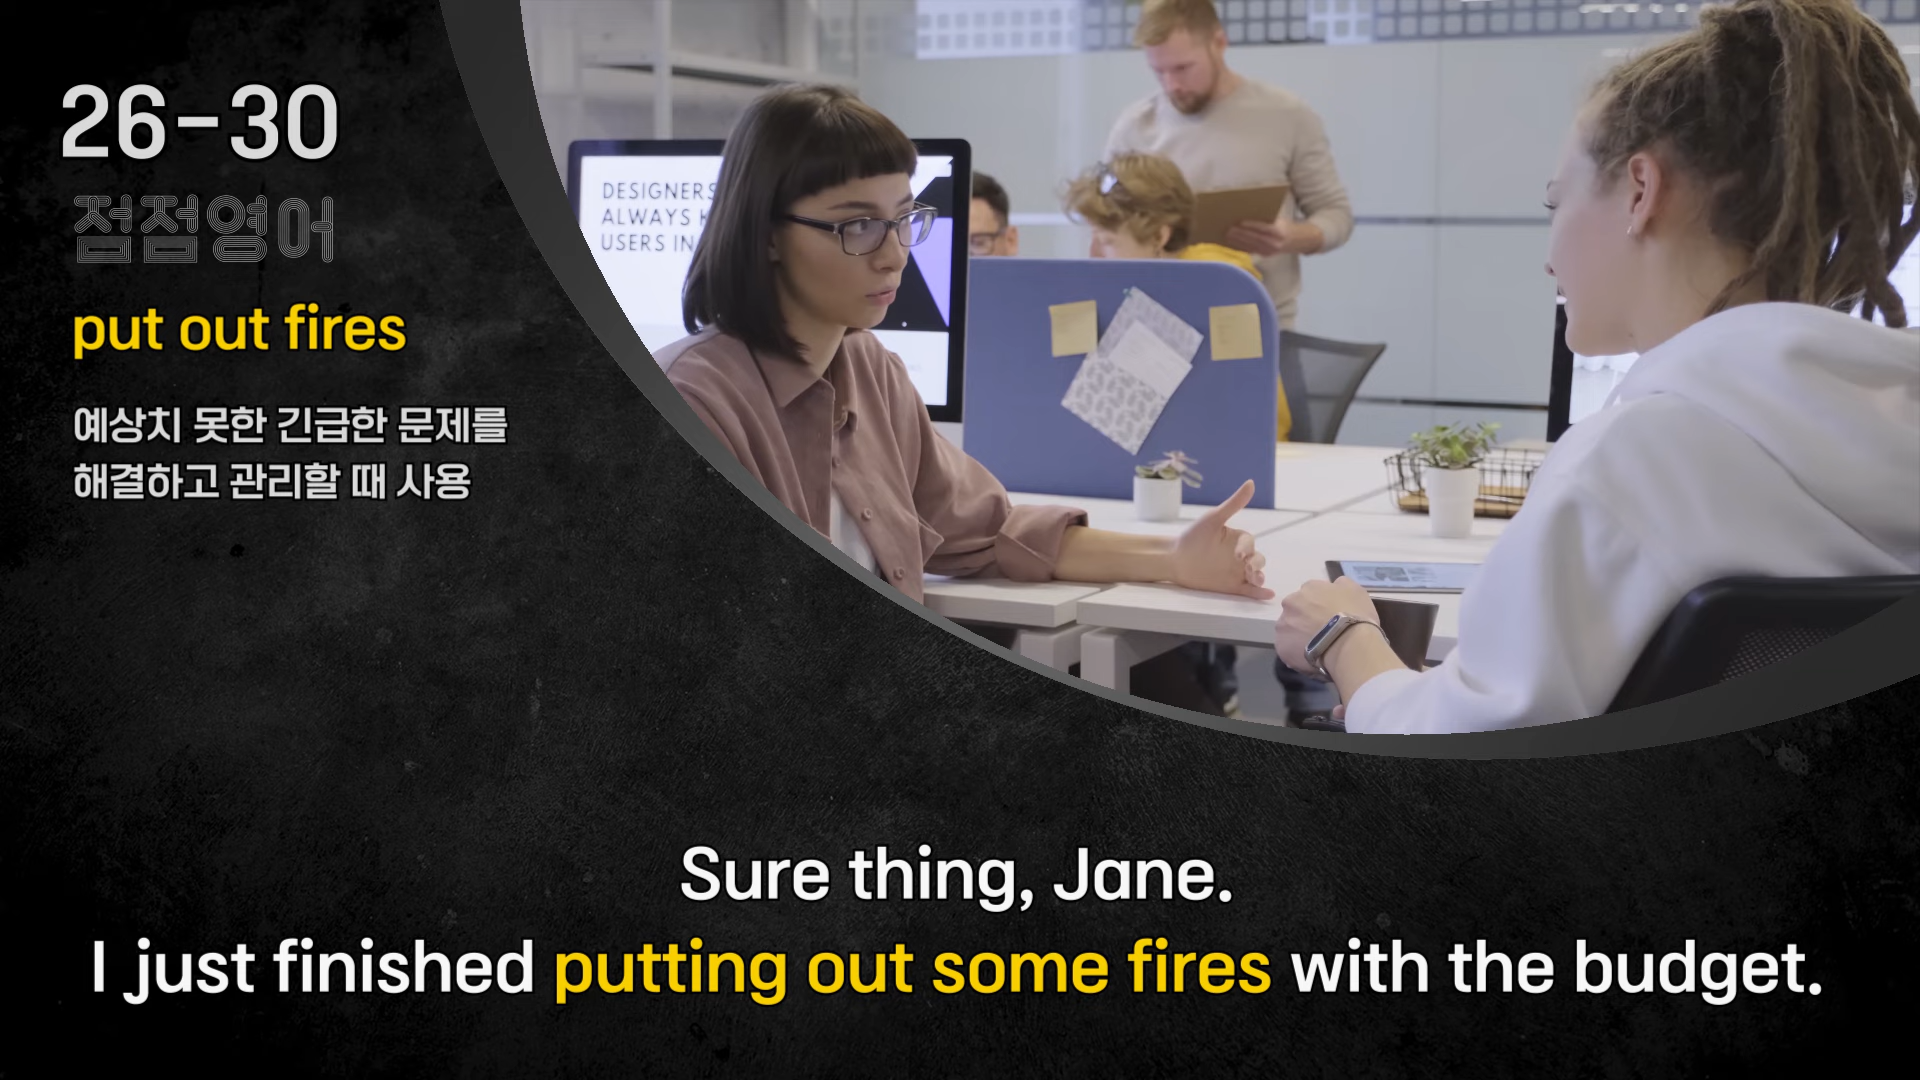 26-30
점점영어
put out fires
예상치 못한 긴급한 문제를
해결하고 관리할 때 사용
DESIGNERS
ALWAYS
USERS IN
Sure thing, Jane.
I just finished putting out some fires with the budget.